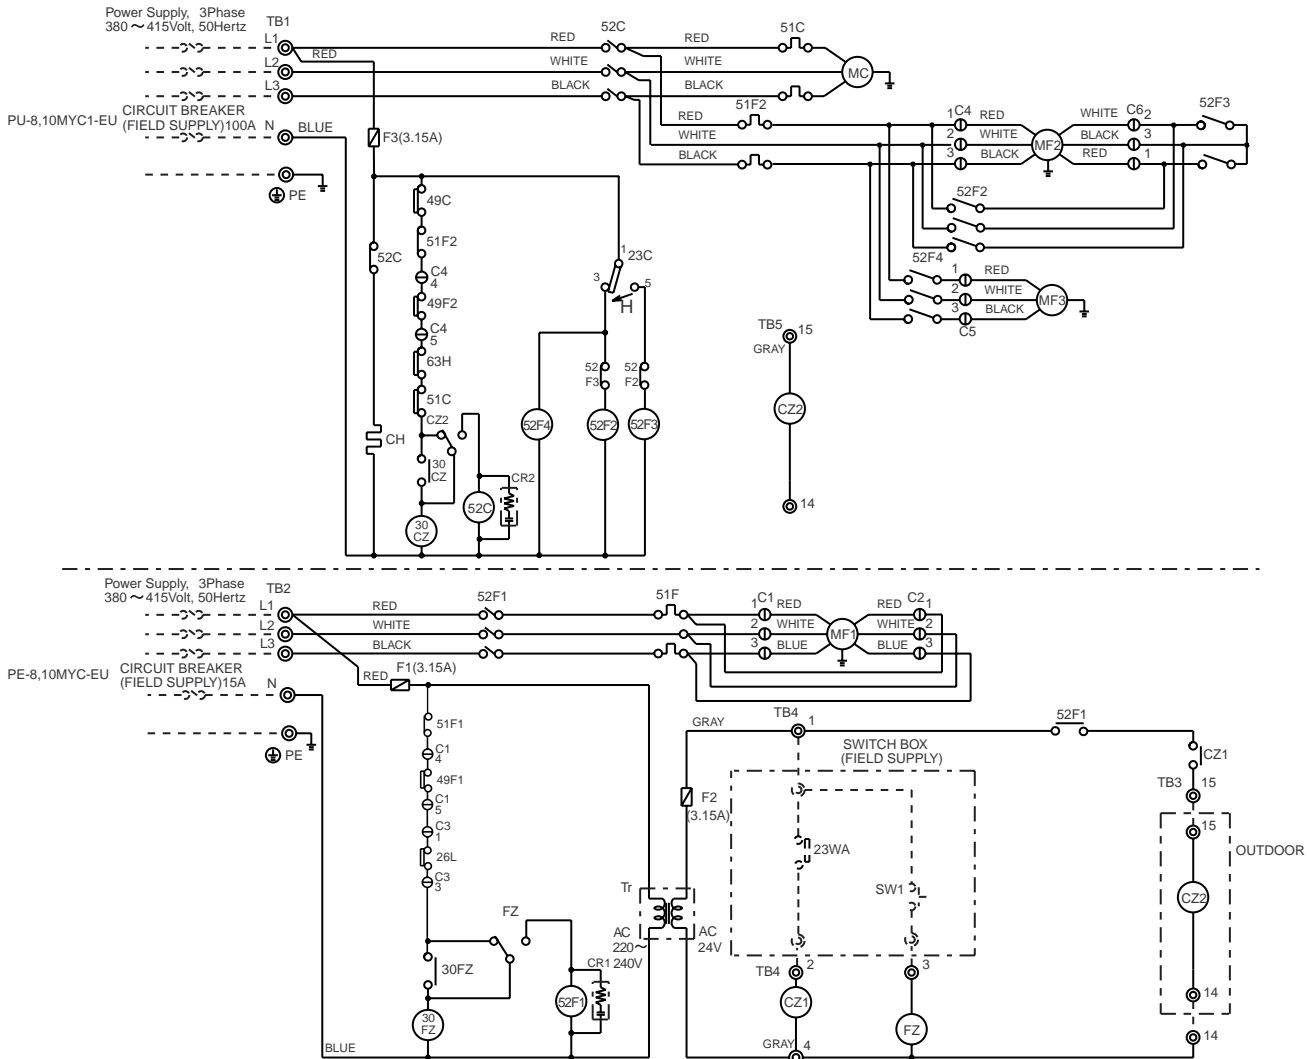 Power Supply, 3Phase
380～415Volt, 50Hertz
TB1
L1
RED
RED
52C
RED
51C
L2
WHITE
WHITE
MC
L3
BLACK
BLACK
PU-8,10MYC1-EU
CIRCUIT BREAKER
(FIELD SUPPLY)100A
N
BLUE
F3(3.15A)
PE
RED
51F2
WHITE
BLACK
1
C4
RED
2
WHITE
3
BLACK
MF2
WHITE
C6
2
BLACK
3
RED
1
52F3
52F2
52F4
1
RED
2
WHITE
3
BLACK
C5
MF3
49C
51F2
C4
4
49F2
C4
5
63H
51C
CZ2
30
CZ
30
CZ
52C
CR2
52C
CH
1
23C
3
5
H
52
F3
52
F2
52F4
52F2
52F3
TB5
15
GRAY
CZ2
14
Power Supply, 3Phase
380～415Volt, 50Hertz
TB2
L1
RED
52F1
51F
L2
WHITE
L3
BLACK
1
C1
RED
2
WHITE
3
BLUE
MF1
RED
C2
1
WHITE
2
BLUE
3
PE-8,10MYC-EU
CIRCUIT BREAKER
(FIELD SUPPLY)15A
N
RED
F1(3.15A)
PE
51F1
C1
4
49F1
C1
5
C3
1
26L
C3
3
FZ
30FZ
30
FZ
52F1
CR1
BLUE
Tr
AC
220～
240V
AC
24V
GRAY
F2
(3.15A)
TB4
1
SWITCH BOX
(FIELD SUPPLY)
23WA
SW1
TB4
2
3
CZ1
FZ
GRAY
4
52F1
CZ1
TB3
15
15
OUTDOOR
CZ2
14
14